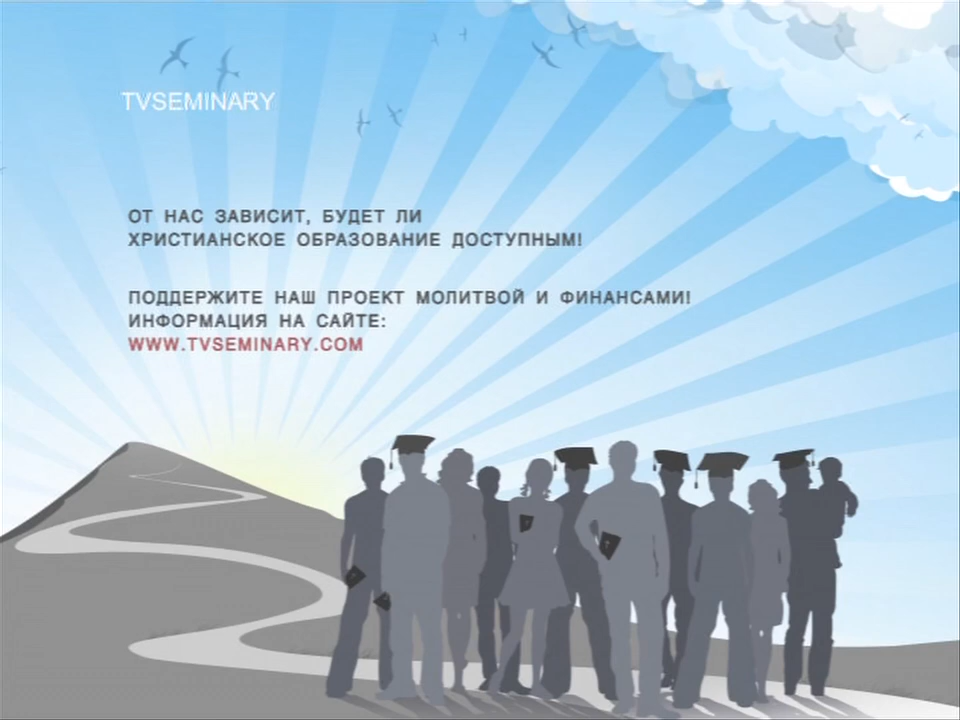 TVSEMINARY
ОТ НАС ЗАВИСИТ, БУДЕТ ЛИ
ХРИСТИАНСКОЕ ОБРАЗОВАНИЕ ДОСТУПНЫМ!
ПОДДЕРЖИТЕ НАШ ПРОЕКТ МОЛИТВОЙ И ФИНАНСАМИ!
ИНФОРМАЦИЯ НА САЙТЕ:
WWW.TVSEMINARY.COM